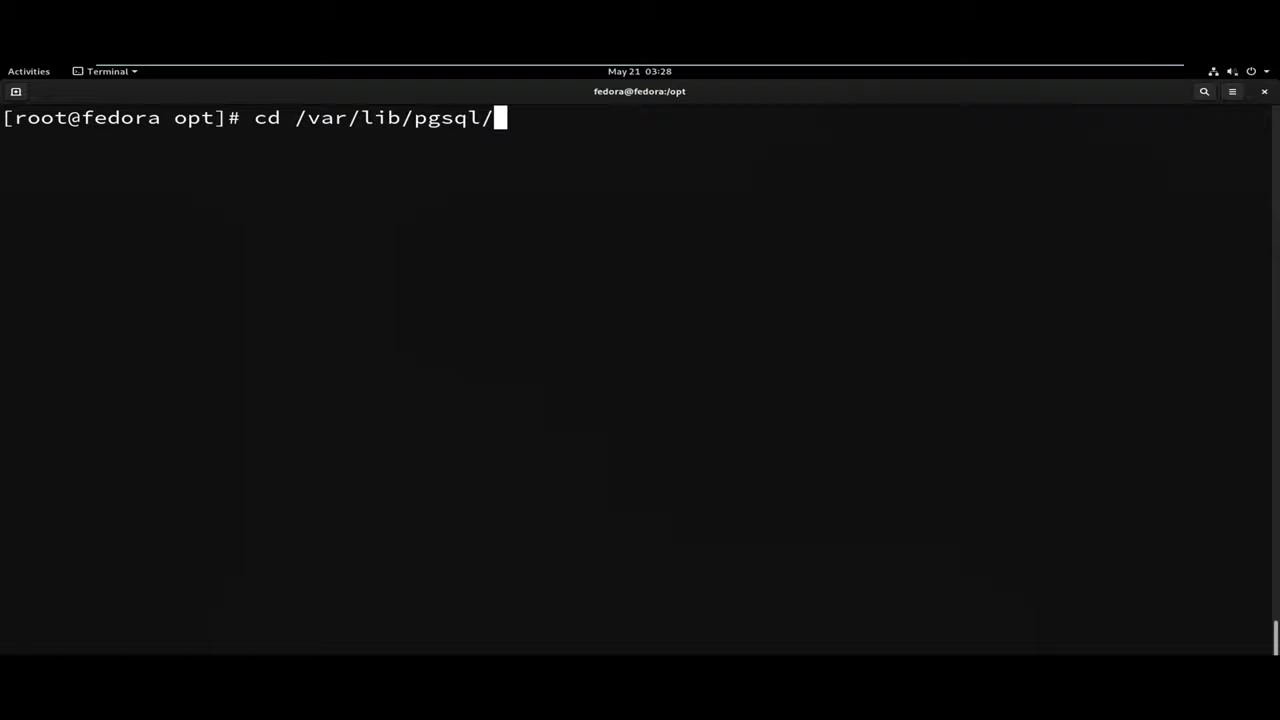 Activities Terminal May 21 03:28
fedora@fedora:/opt
[root@fedora opt]# cd /var/lib/pgsql/